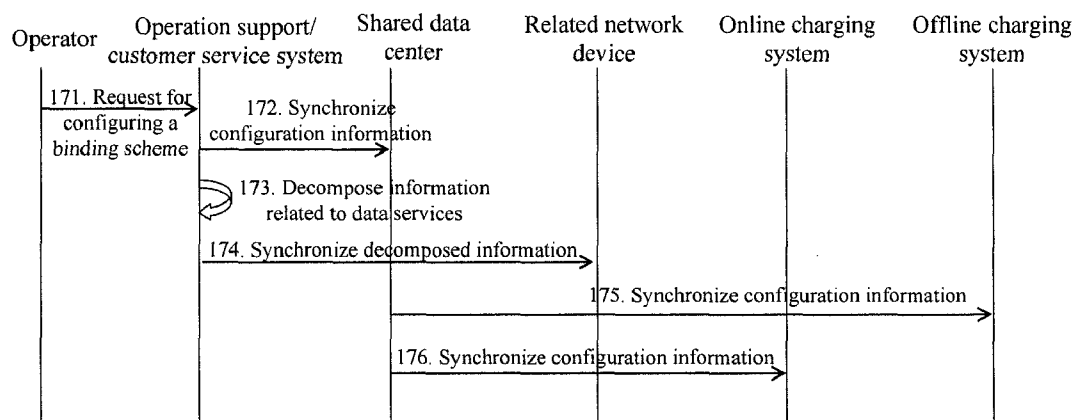 Operator
Operation support/
customer service system
Shared data
center
Related network
device
Online charging
system
Offline charging
system
171. Request for
configuring a
binding scheme
172. Synchronize
configuration information
173. Decompose information
related to data services
174. Synchronize decomposed information
175. Synchronize configuration information
176. Synchronize configuration information